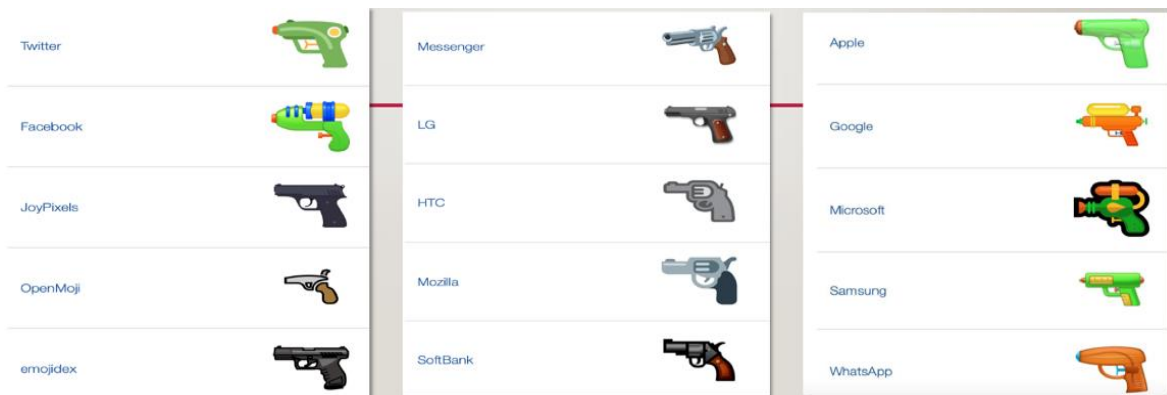 Twitter
Facebook
JoyPixels
OpenMoji
emojidex
Messenger
LG
HTC
Mozilla
SoftBank
Apple
Google
Microsoft
Samsung
WhatsApp